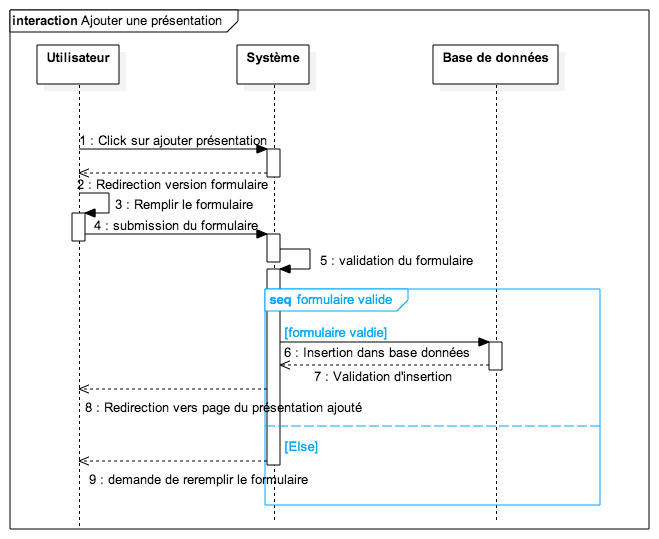 interaction Ajouter une présentation
Utilisateur
Système
Base de données
1 : Click sur ajouter présentation
2 : Redirection version formulaire
3 : Remplir le formulaire
4 : submission du formulaire
5 : validation du formulaire
seq formulaire valide
[formulaire valdie]
6 : Insertion dans base données
7 : Validation d'insertion
8 : Redirection vers page du présentation ajouté
[Else]
9 : demande de reremplir le formulaire